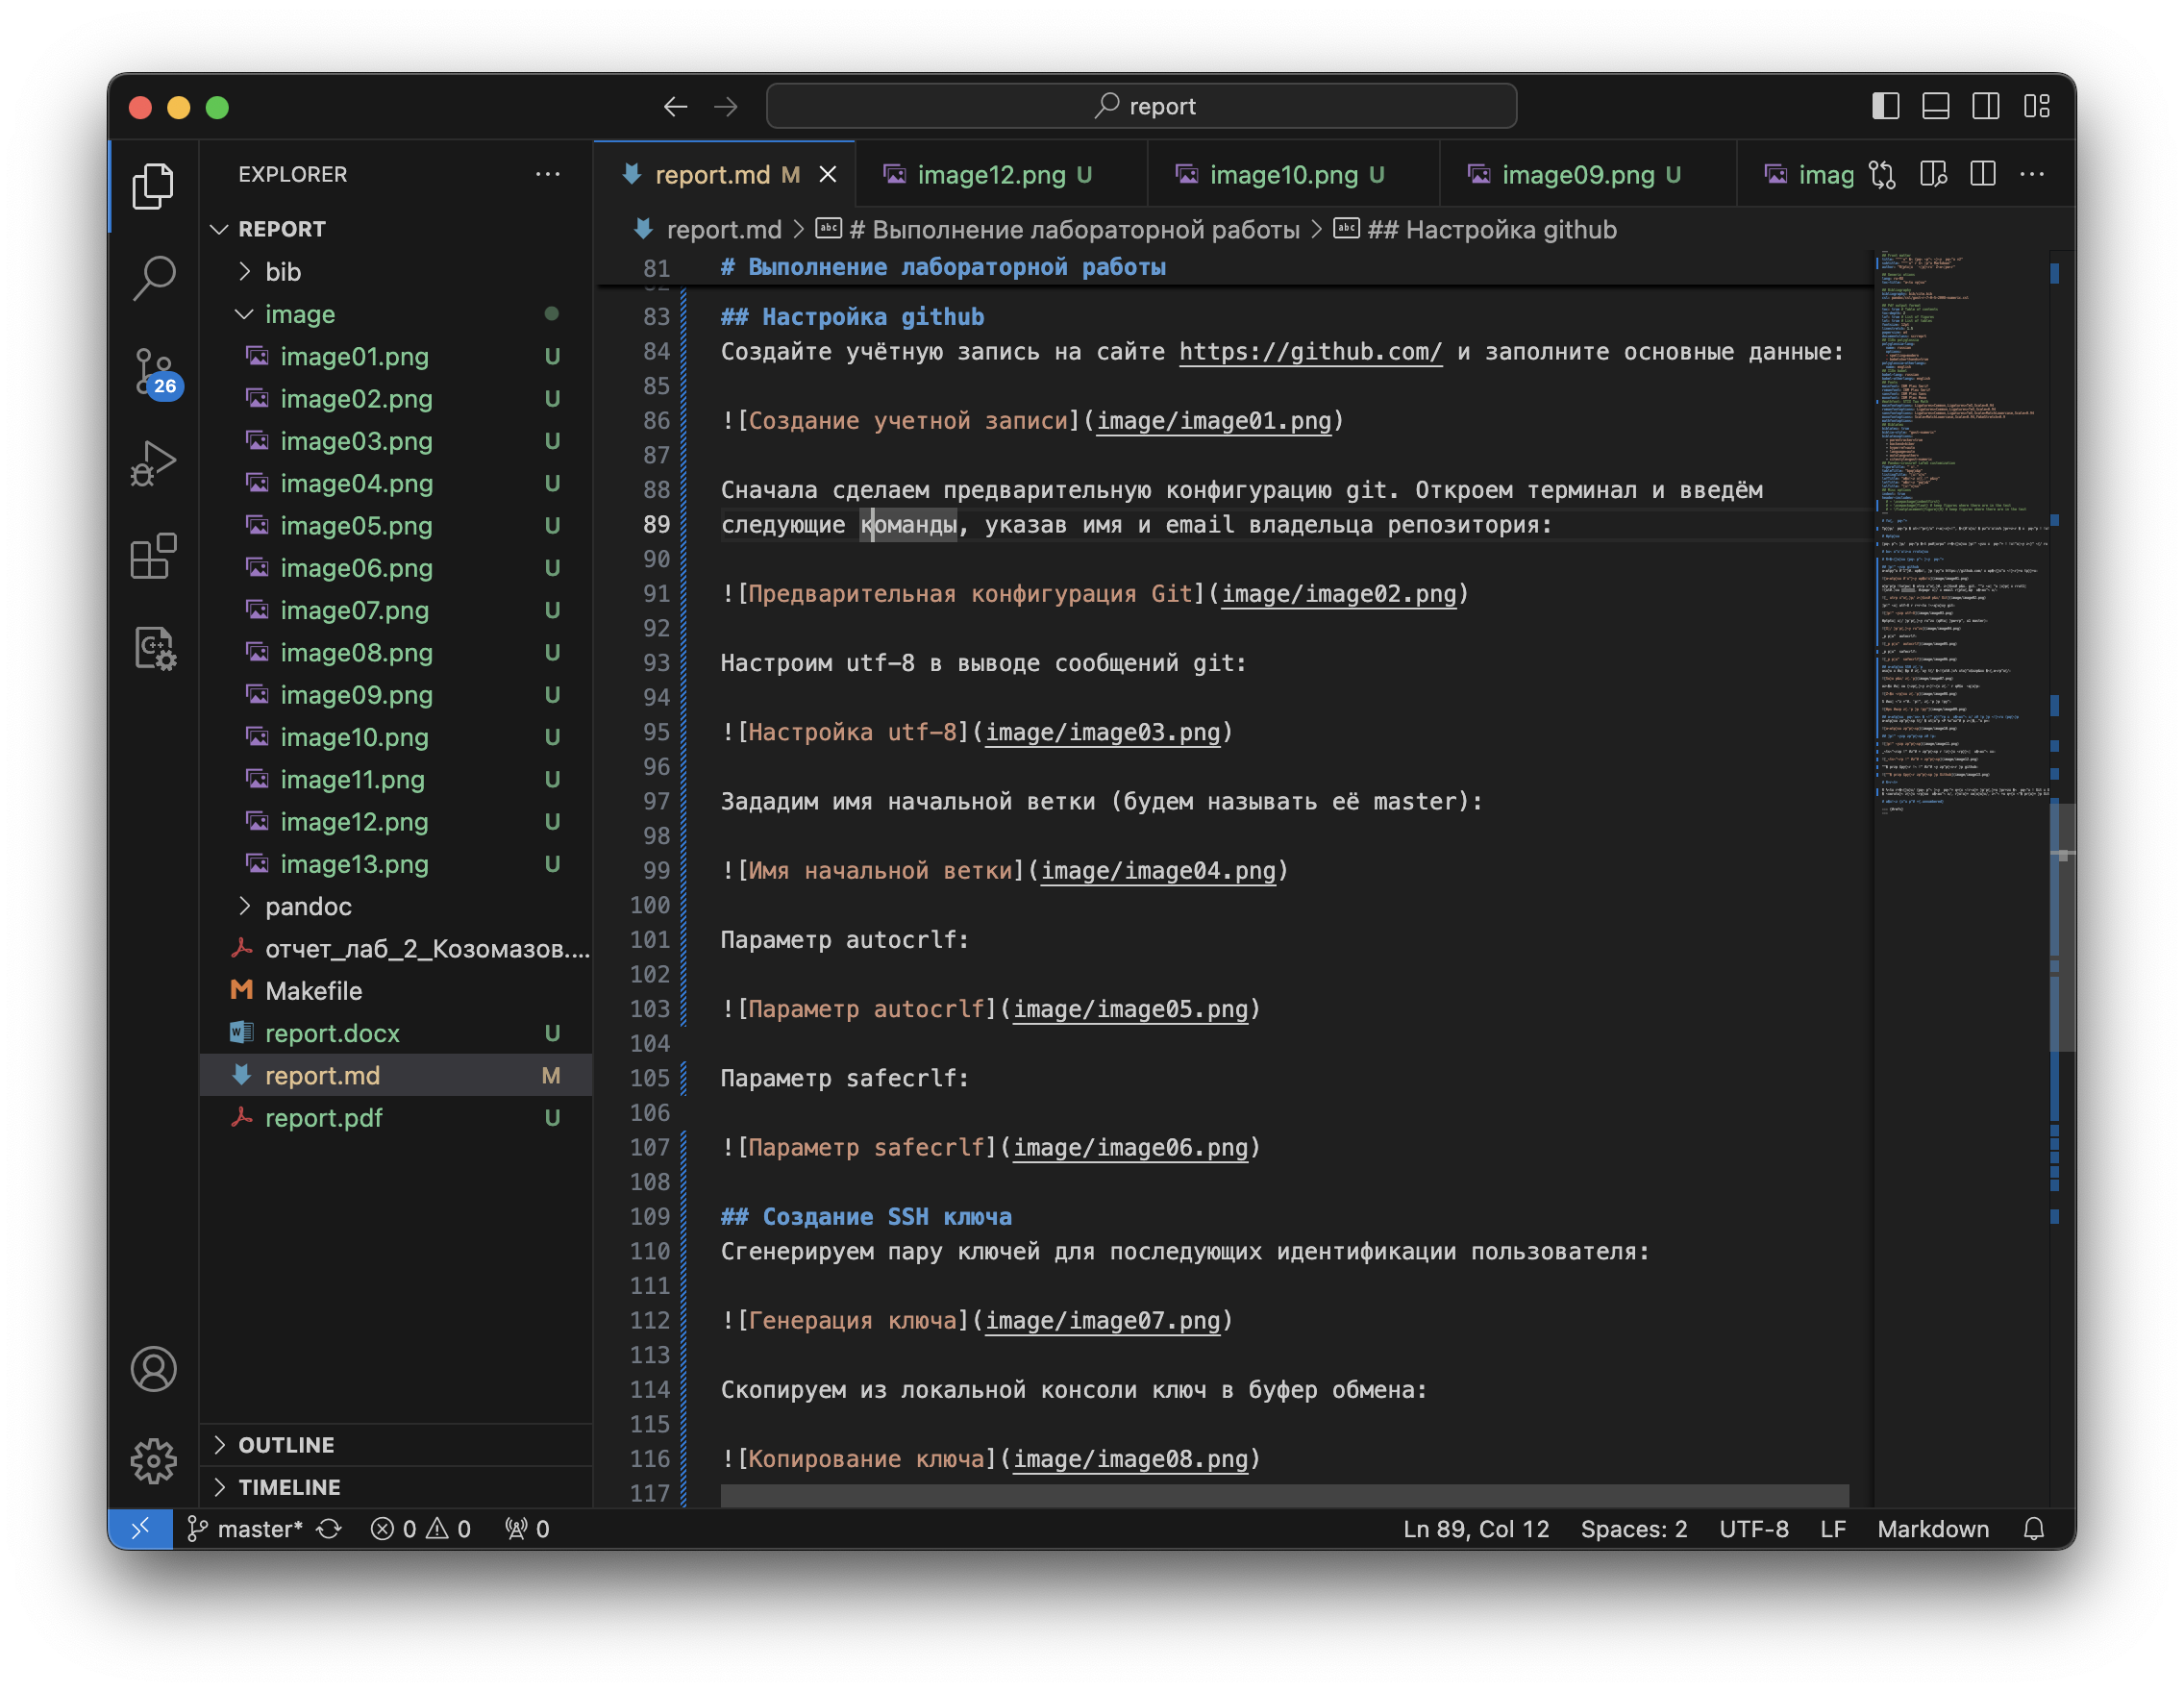 report
EXPLORER
REPORT
bib
image
image01.png U
image02.png U
image03.png U
image04.png U
image05.png U
image06.png U
image07.png U
image08.png U
image09.png U
image10.png U
image11.png U
image12.png U
image13.png U
pandoc
отчет_лаб_2_Козомазов....
Makefile
report.docx U
report.md M
report.pdf U
OUTLINE
TIMELINE
26
report.md M
image12.png U
image10.png U
image09.png U
imag
report.md > # Выполнение лабораторной работы > ## Настройка github
81 # Выполнение лабораторной работы
83 ## Настройка github
84 Создайте учётную запись на сайте https://github.com/ и заполните основные данные:
85
86 ![Создание учетной записи](image/image01.png)
87
88 Сначала сделаем предварительную конфигурацию git. Откроем терминал и введём
89 следующие команды, указав имя и email владельца репозитория:
90
91 ![Предварительная конфигурация Git](image/image02.png)
92
93 Настроим utf-8 в выводе сообщений git:
94
95 ![Настройка utf-8](image/image03.png)
96
97 Зададим имя начальной ветки (будем называть её master):
98
99 ![Имя начальной ветки](image/image04.png)
100
101 Параметр autocrlf:
102
103 ![Параметр autocrlf](image/image05.png)
104
105 Параметр safecrlf:
106
107 ![Параметр safecrlf](image/image06.png)
108
109 ## Создание SSH ключа
110 Сгенерируем пару ключей для последующих идентификации пользователя:
111
112 ![Генерация ключа](image/image07.png)
113
114 Скопируем из локальной консоли ключ в буфер обмена:
115
116 ![Копирование ключа](image/image08.png)
117
master* 0 0 0
Ln 89, Col 12 Spaces: 2 UTF-8 LF Markdown